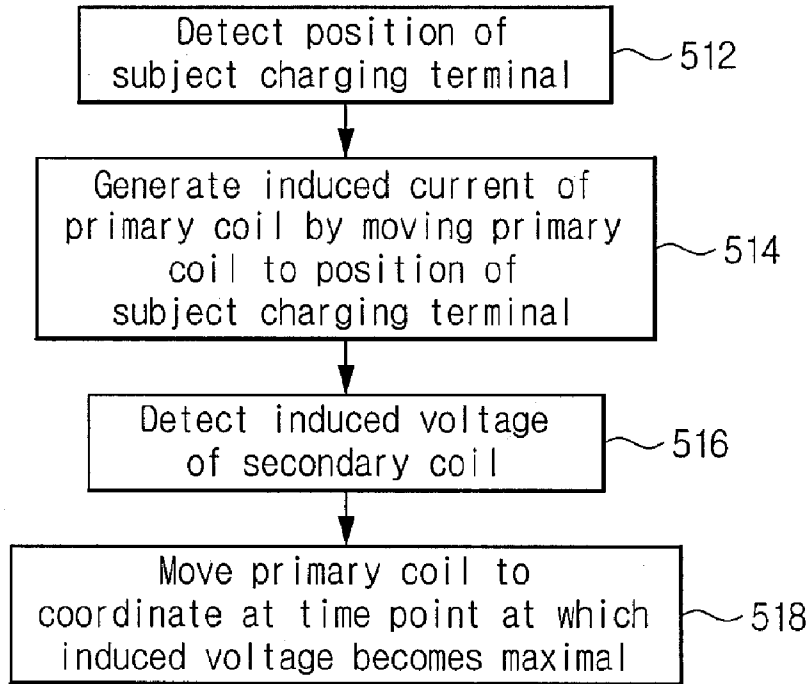 Detect position of
subject charging terminal
512
Generate induced current of
primary coil by moving primary
coil to position of
subject charging terminal
514
Detect induced voltage
of secondary coil
516
Move primary coil to
coordinate at time point at which
induced voltage becomes maximal
518